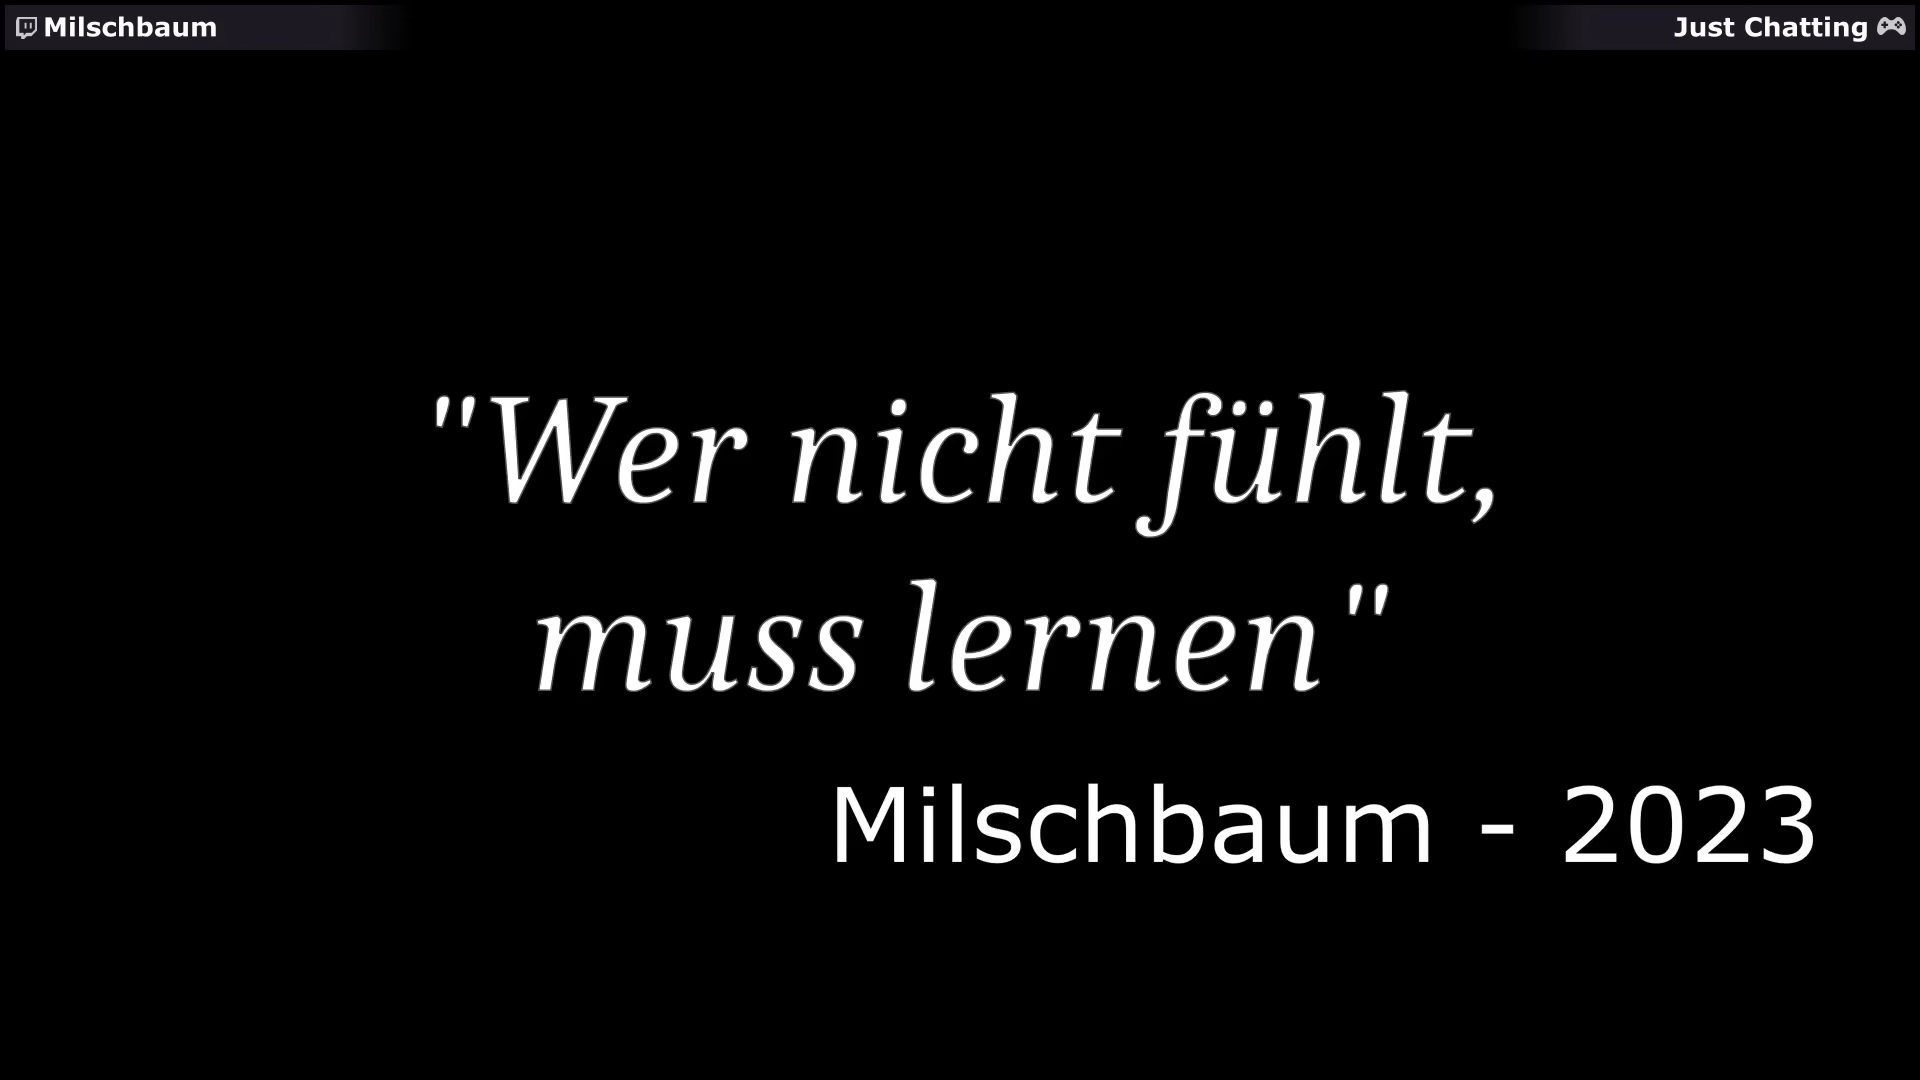 Milschbaum
Just Chatting
"Wer nicht fühlt,
muss lernen"
Milschbaum - 2023